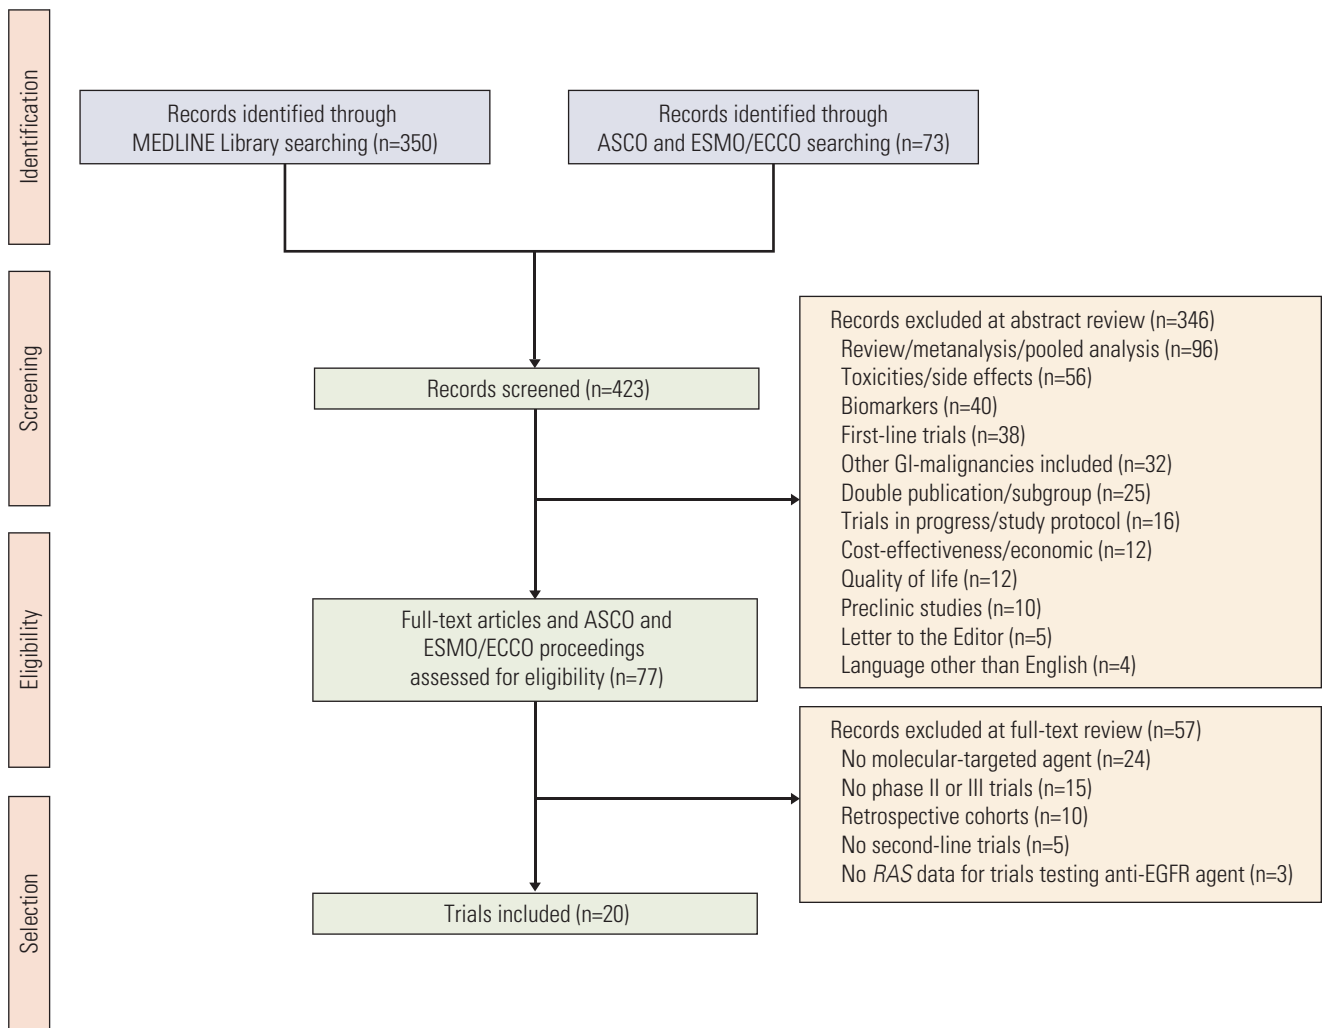 Identification
Records identified through
MEDLINE Library searching (n=350)
Records identified through
ASCO and ESMO/ECCO searching (n=73)
Screening
Records screened (n=423)
Records excluded at abstract review (n=346)
Review/metanalysis/pooled analysis (n=96)
Toxicities/side effects (n=56)
Biomarkers (n=40)
First-line trials (n=38)
Other GI-malignancies included (n=32)
Double publication/subgroup (n=25)
Trials in progress/study protocol (n=16)
Cost-effectiveness/economic (n=12)
Quality of life (n=12)
Preclinic studies (n=10)
Letter to the Editor (n=5)
Language other than English (n=4)
Eligibility
Full-text articles and ASCO and
ESMO/ECCO proceedings
assessed for eligibility (n=77)
Records excluded at full-text review (n=57)
No molecular-targeted agent (n=24)
No phase II or III trials (n=15)
Retrospective cohorts (n=10)
No second-line trials (n=5)
No RAS data for trials testing anti-EGFR agent (n=3)
Selection
Trials included (n=20)